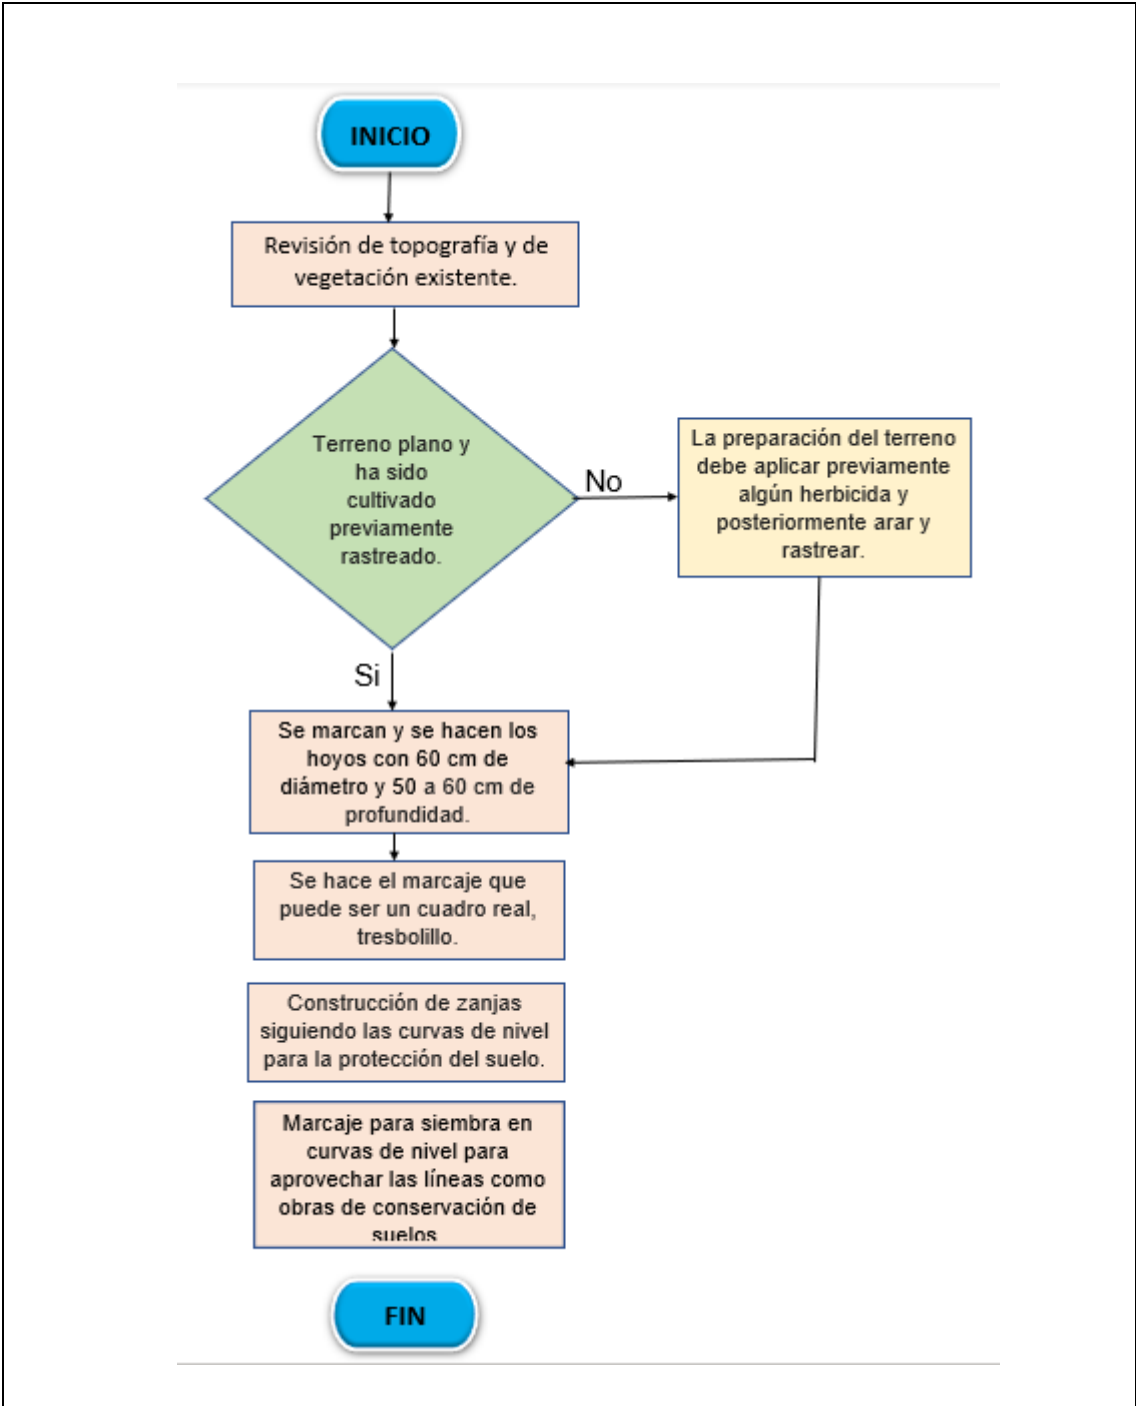 INICIO
Revisión de topografía y de
vegetación existente.
Terreno plano y
ha sido
cultivado
previamente
rastreado.
No
La preparación del terreno
debe aplicar previamente
algún herbicida y
posteriormente arar y
rastrear.
Si
Se marcan y se hacen los
hoyos con 60 cm de
diámetro y 50 a 60 cm de
profundidad.
Se hace el marcaje que
puede ser un cuadro real,
tresbolillo.
Construcción de zanjas
siguiendo las curvas de nivel
para la protección del suelo.
Marcaje para siembra en
curvas de nivel para
aprovechar las líneas como
obras de conservación de
suelos
FIN